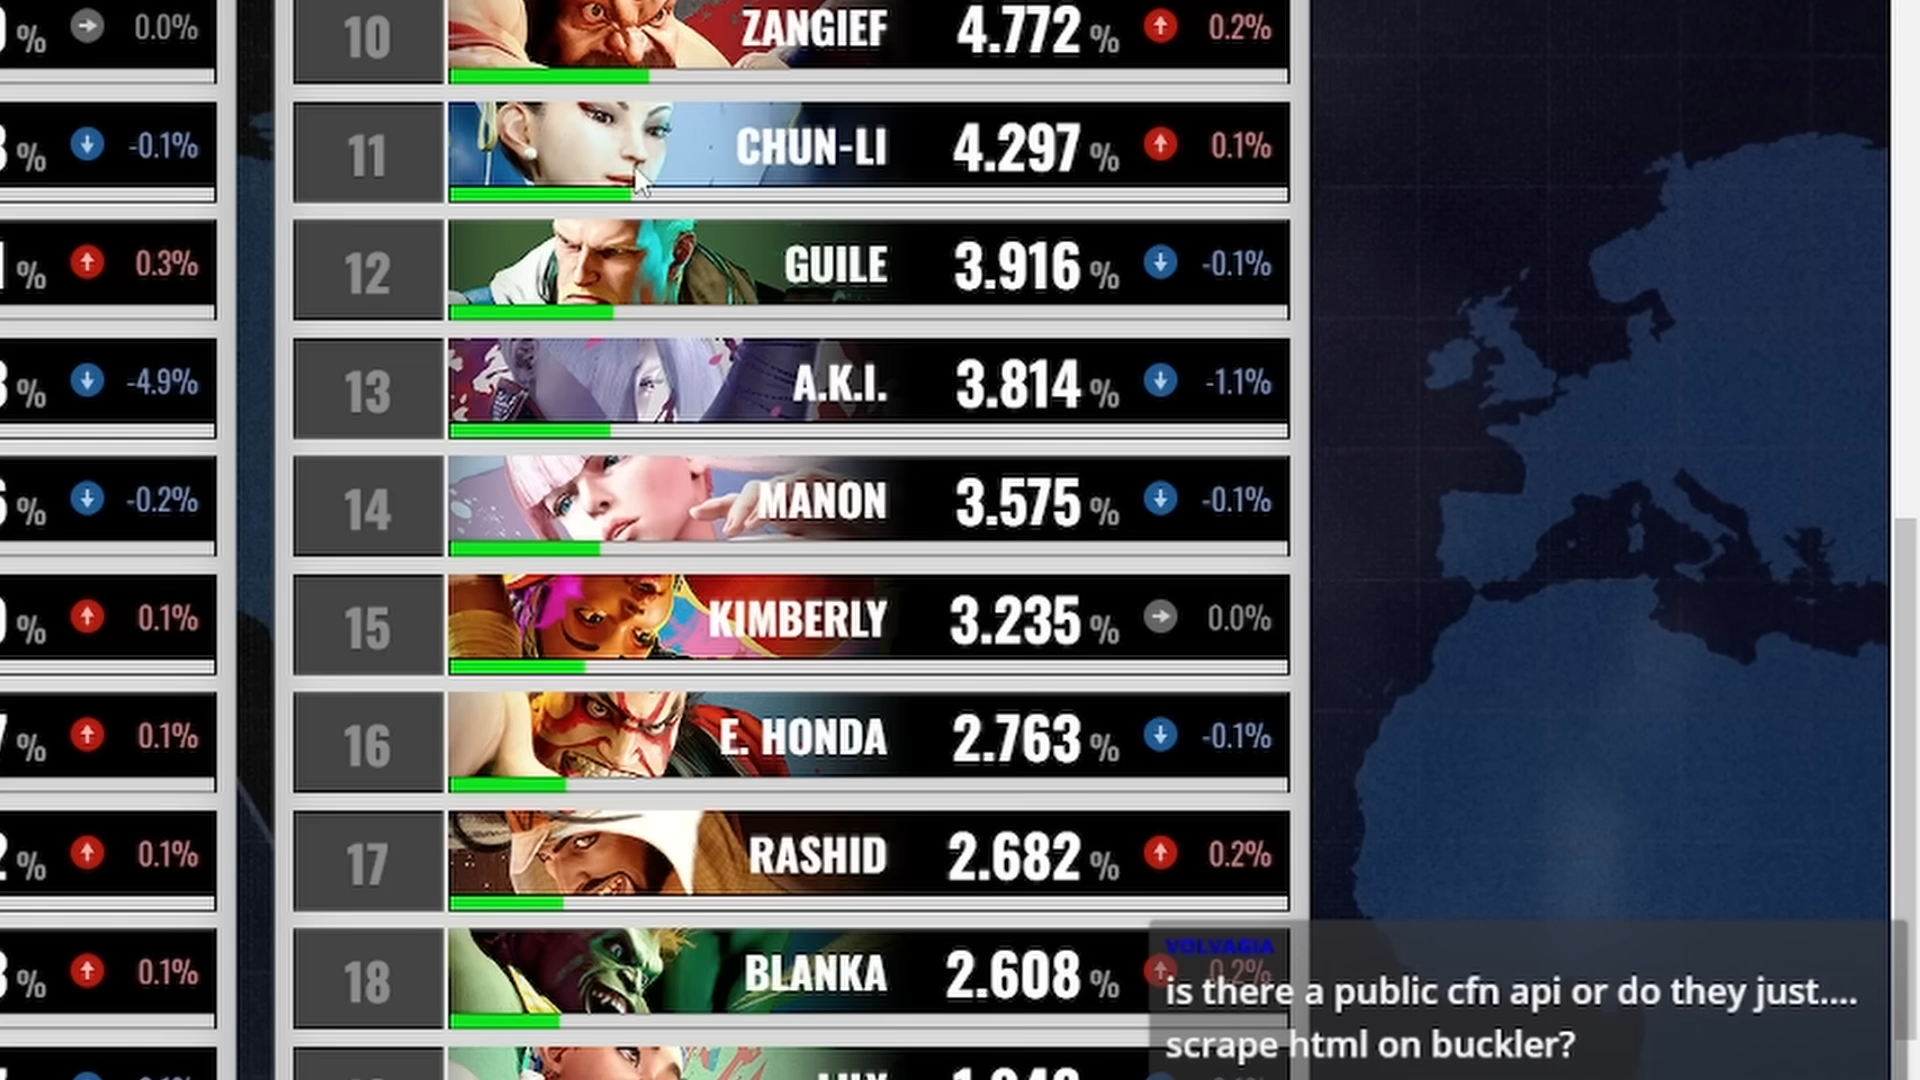 % 0.0%
10 ZANGIEF 4.772 % 0.2%
% -0.1%
11 CHUN-LI 4.297 % 0.1%
% 0.3%
12 GUILE 3.916 % -0.1%
% -4.9%
13 A.K.I. 3.814 % -1.1%
% -0.2%
14 MANON 3.575 % -0.1%
% 0.1%
15 KIMBERLY 3.235 % 0.0%
% 0.1%
16 E. HONDA 2.763 % -0.1%
% 0.1%
17 RASHID 2.682 % 0.2%
% 0.1%
18 BLANKA 2.608 % 0.2%
VOLVAGIA
is there a public cfn api or do they just....
scrape html on buckler?